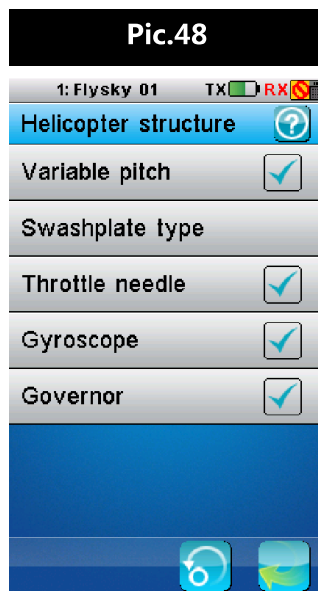 Pic.48
1: Flysky 01 TX RX
Helicopter structure
Variable pitch
Swashplate type
Throttle needle
Gyroscope
Governor